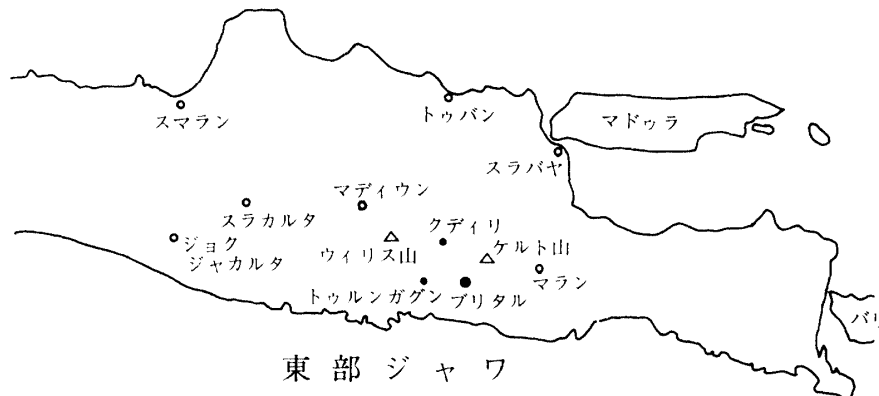 スマラン
トゥバン
マドゥラ
スラバヤ
マディウン
スラカルタ
クディリ
ジョク
ジャカルタ
ウィリス山
ケルト山
マラン
トゥルンガグン
ブリタル
バリ
東部ジャワ